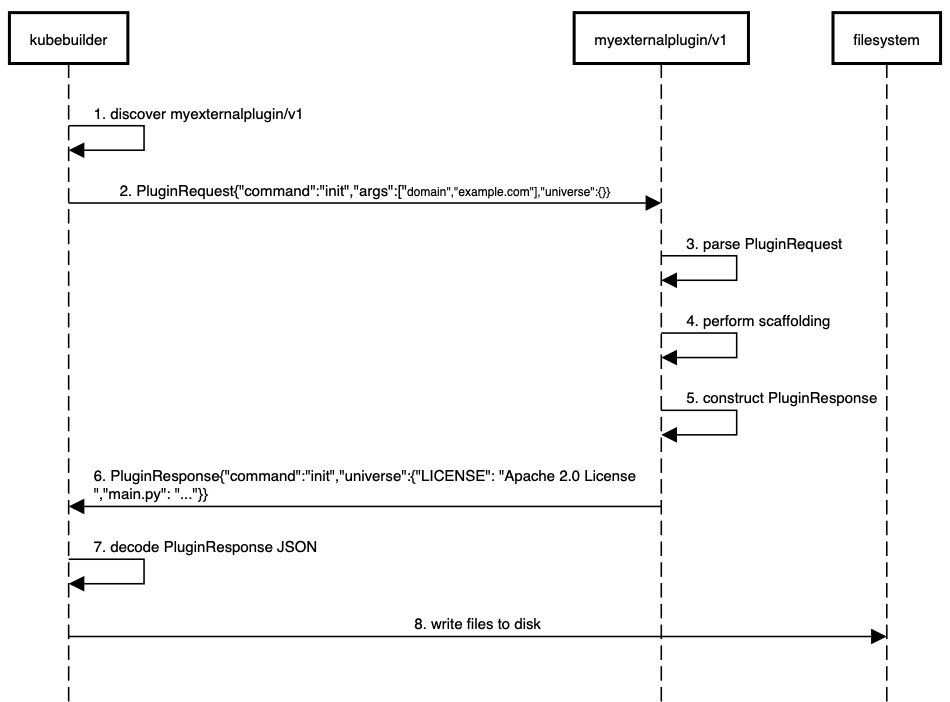 kubebuilder
myexternalplugin/v1
filesystem
1. discover myexternalplugin/v1
2. PluginRequest{"command":"init","args":["domain","example.com"],"universe":{}}
3. parse PluginRequest
4. perform scaffolding
5. construct PluginResponse
6. PluginResponse{"command":"init","universe":{"LICENSE": "Apache 2.0 License
","main.py": "..."}}
7. decode PluginResponse JSON
8. write files to disk